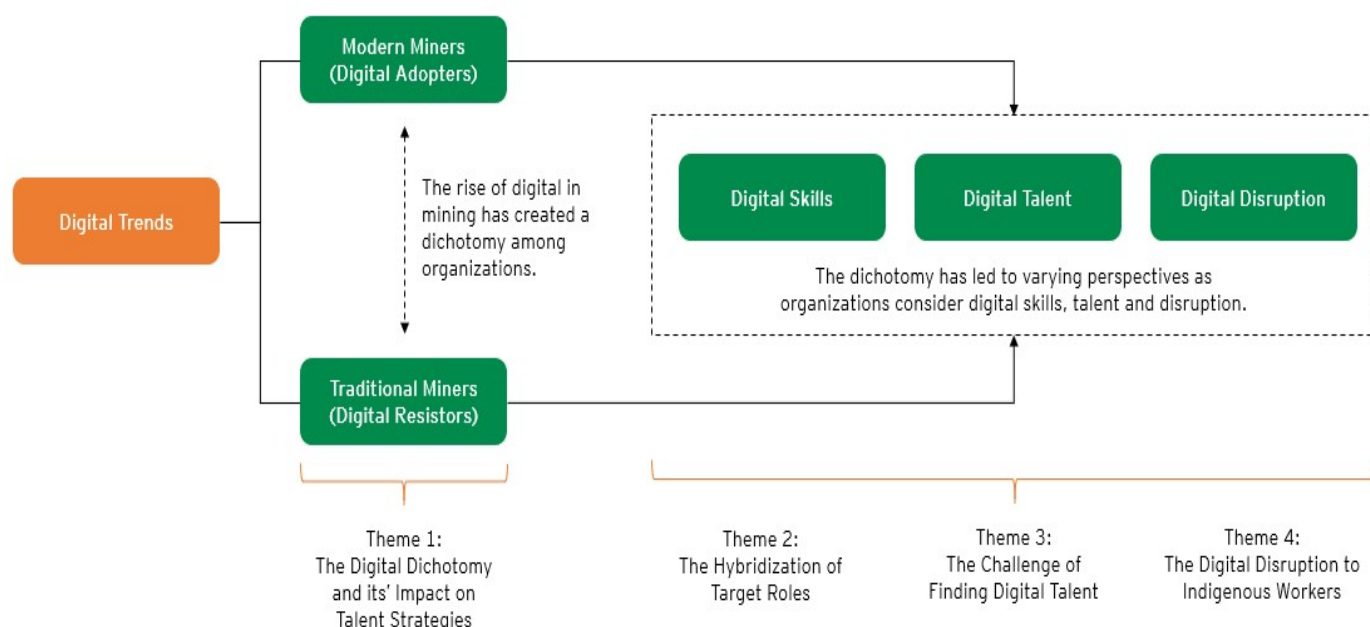 Modern Miners
(Digital Adopters)
Digital Trends
The rise of digital in
mining has created a
dichotomy among
organizations.
Traditional Miners
(Digital Resistors)
Digital Skills
Digital Talent
Digital Disruption
The dichotomy has led to varying perspectives as
organizations consider digital skills, talent and disruption.
Theme 1:
The Digital Dichotomy
and its’ Impact on
Talent Strategies
Theme 2:
The Hybridization of
Target Roles
Theme 3:
The Challenge of
Finding Digital Talent
Theme 4:
The Digital Disruption to
Indigenous Workers